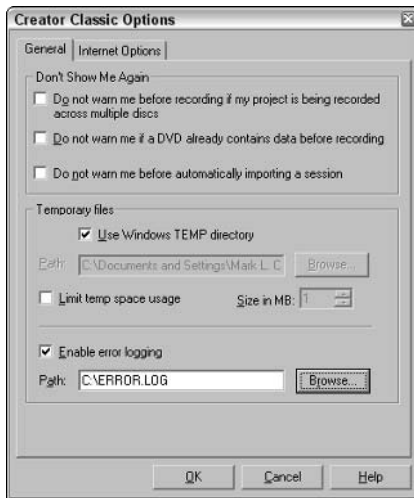 Creator Classic Options
General
Internet Options
Don't Show Me Again
Do not warn me before recording if my project is being recorded
across multiple discs
Do not warn me if a DVD already contains data before recording
Do not warn me before automatically importing a session
Temporary files
Use Windows TEMP directory
Path: C:\Documents and Settings\Mark L. C Browse...
Limit temp space usage Size in MB: 1
Enable error logging
Path: C:\ERROR.LOG Browse...
OK Cancel Help